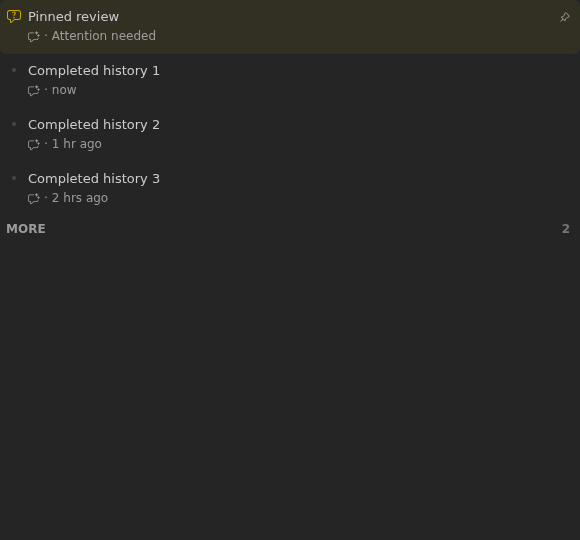 Pinned review
· Attention needed
Completed history 1
· now
Completed history 2
· 1 hr ago
Completed history 3
· 2 hrs ago
MORE 2